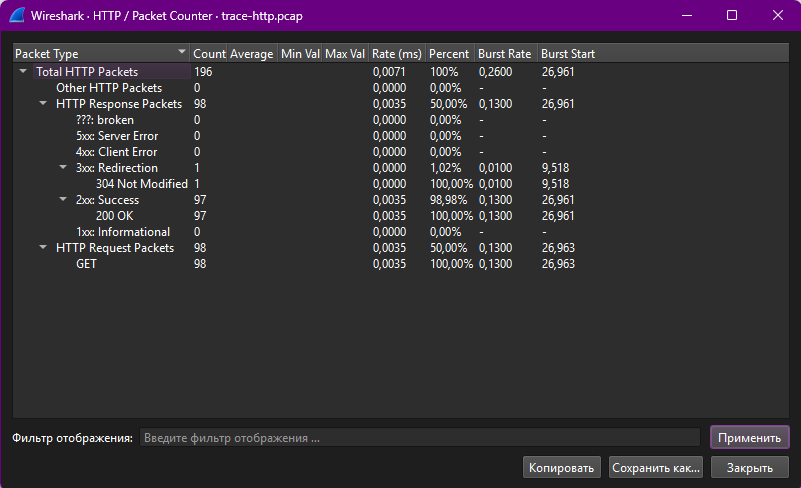 Wireshark · HTTP / Packet Counter · trace-http.pcap
Packet Type Count Average Min Val Max Val Rate (ms) Percent Burst Rate Burst Start
Total HTTP Packets 196 0,0071 100% 0,2600 26,961
Other HTTP Packets 0 0,0000 0,00% - -
HTTP Response Packets 98 0,0035 50,00% 0,1300 26,961
???: broken 0 0,0000 0,00% - -
5xx: Server Error 0 0,0000 0,00% - -
4xx: Client Error 0 0,0000 0,00% - -
3xx: Redirection 1 0,0000 1,02% 0,0100 9,518
304 Not Modified 1 0,0000 100,00% 0,0100 9,518
2xx: Success 97 0,0035 98,98% 0,1300 26,961
200 OK 97 0,0035 100,00% 0,1300 26,961
1xx: Informational 0 0,0000 0,00% - -
HTTP Request Packets 98 0,0035 50,00% 0,1300 26,963
GET 98 0,0035 100,00% 0,1300 26,963
Фильтр отображения: Введите фильтр отображения ... Применить
Копировать Сохранить как... Закрыть